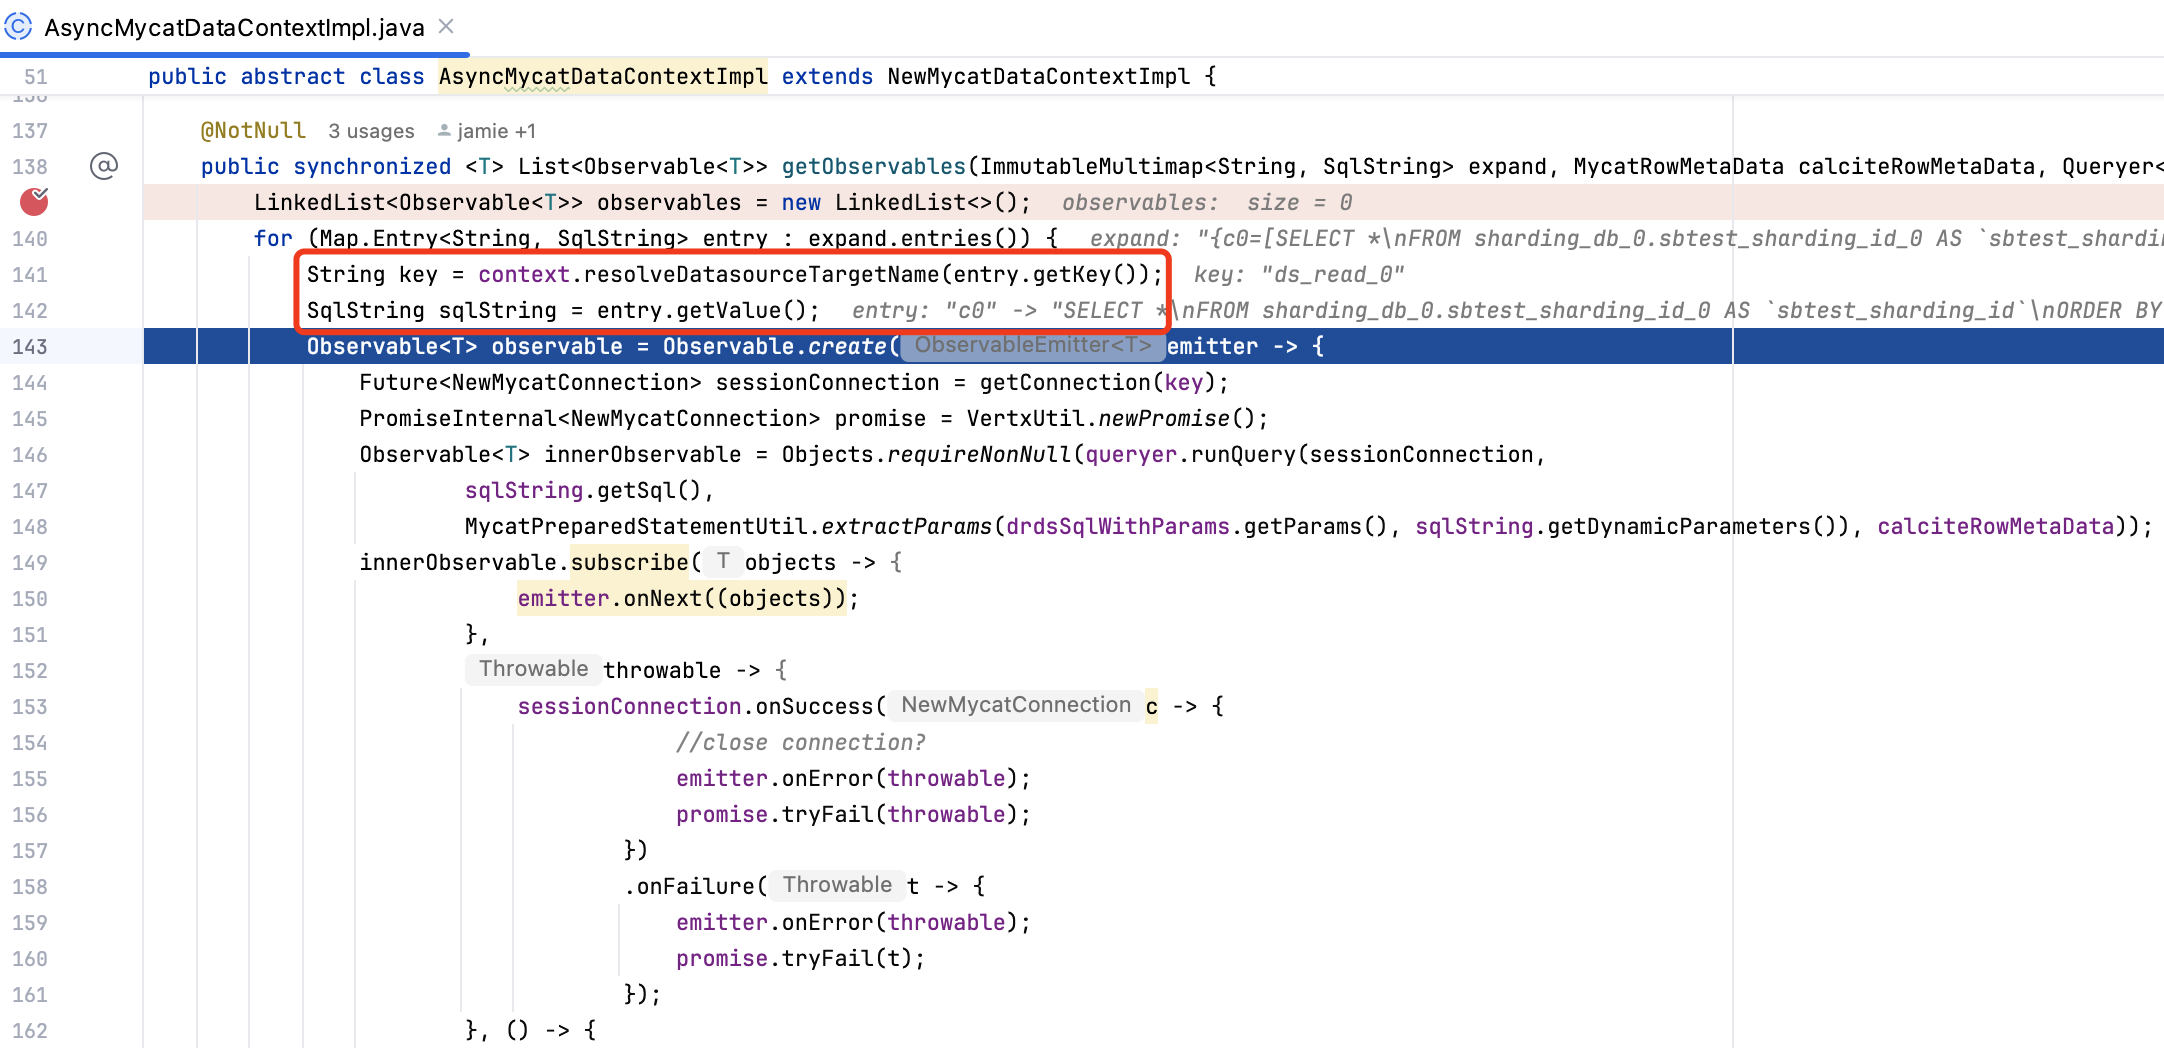 AsyncMycatDataContextImpl.java
51 public abstract class AsyncMycatDataContextImpl extends NewMycatDataContextImpl {
137 @NotNull 3 usages jamie +1
138 @ public synchronized <T> List<Observable<T>> getObservables(ImmutableMultimap<String, SqlString> expand, MycatRowMetaData calciteRowMetaData, Queryer<
LinkedList<Observable<T>> observables = new LinkedList<>(); observables: size = 0
140 for (Map.Entry<String, SqlString> entry : expand.entries()) { expand: "{c0=[SELECT *\nFROM sharding_db_0.sbtest_sharding_id_0 AS `sbtest_shardi
141 String key = context.resolveDatasourceTargetName(entry.getKey()); key: "ds_read_0"
142 SqlString sqlString = entry.getValue(); entry: "c0" -> "SELECT *\nFROM sharding_db_0.sbtest_sharding_id_0 AS `sbtest_sharding_id`\nORDER BY
143 Observable<T> observable = Observable.create( ObservableEmitter<T> emitter -> {
144 Future<NewMycatConnection> sessionConnection = getConnection(key);
145 PromiseInternal<NewMycatConnection> promise = VertxUtil.newPromise();
146 Observable<T> innerObservable = Objects.requireNonNull(queryer.runQuery(sessionConnection,
147 sqlString.getSql(),
148 MycatPreparedStatementUtil.extractParams(drdsSqlWithParams.getParams(), sqlString.getDynamicParameters()), calciteRowMetaData));
149 innerObservable.subscribe( T objects -> {
150 emitter.onNext((objects));
151 },
152 Throwable throwable -> {
153 sessionConnection.onSuccess( NewMycatConnection c -> {
154 //close connection?
155 emitter.onError(throwable);
156 promise.tryFail(throwable);
157 })
158 .onFailure( Throwable t -> {
159 emitter.onError(throwable);
160 promise.tryFail(t);
161 });
162 }, () -> {